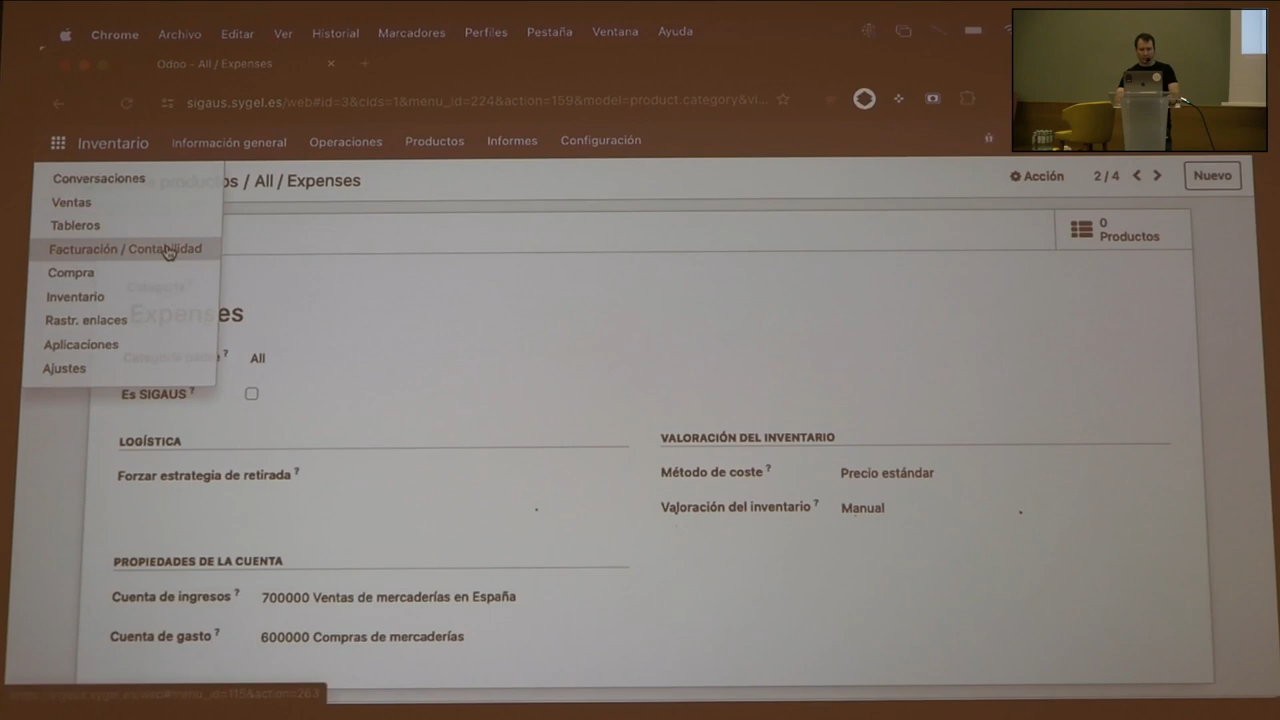 Chrome Archivo Editar Ver Historial Marcadores Perfiles Pestaña Ventana Ayuda
Odoo - All / Expenses
sigaus.sygel.es/web#id=3&cids=1&menu_id=224&action=159&model=product.category&vi...
Inventario Información general Operaciones Productos Informes Configuración
productos / All / Expenses Acción 2 / 4 Nuevo
Conversaciones
Ventas
Tableros
Facturación / Contabilidad
Compra
Inventario
Rastr. enlaces
Aplicaciones
Ajustes
0
Productos
Categoría
Expenses
Categoría padre ? All
Es SIGAUS ?
LOGÍSTICA
Forzar estrategia de retirada ?
VALORACIÓN DEL INVENTARIO
Método de coste ? Precio estándar
Valoración del inventario ? Manual
PROPIEDADES DE LA CUENTA
Cuenta de ingresos ? 700000 Ventas de mercaderías en España
Cuenta de gasto ? 600000 Compras de mercaderías